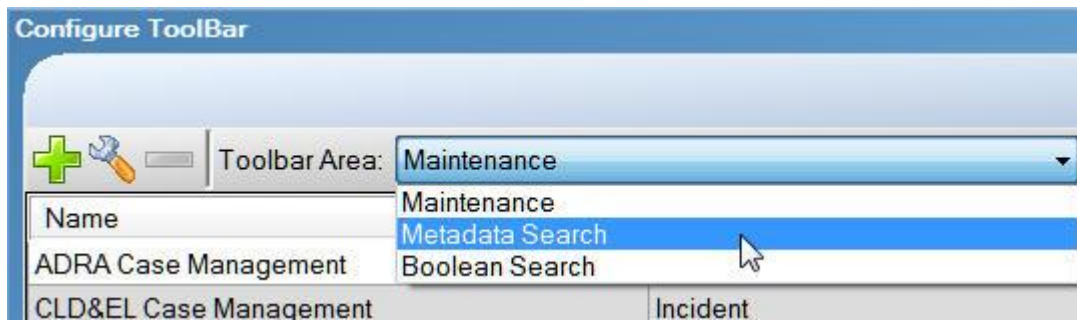 Configure ToolBar
Toolbar Area: Maintenance
Name
Maintenance
Metadata Search
ADRA Case Management
Boolean Search
CLD&EL Case Management Incident